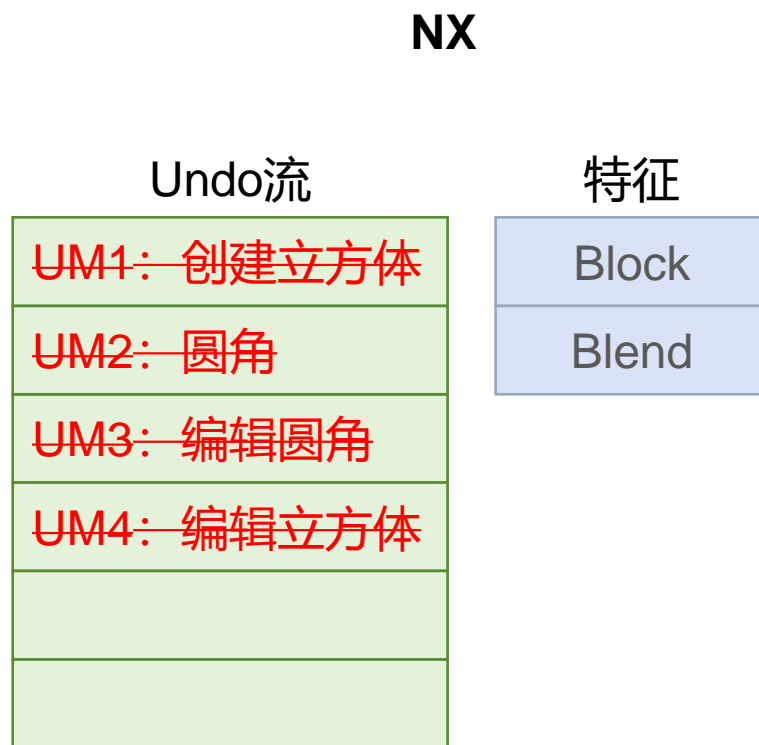 NX
Undo流
特征
UM1：创建立方体
Block
UM2：圆角
Blend
UM3：编辑圆角
UM4：编辑立方体